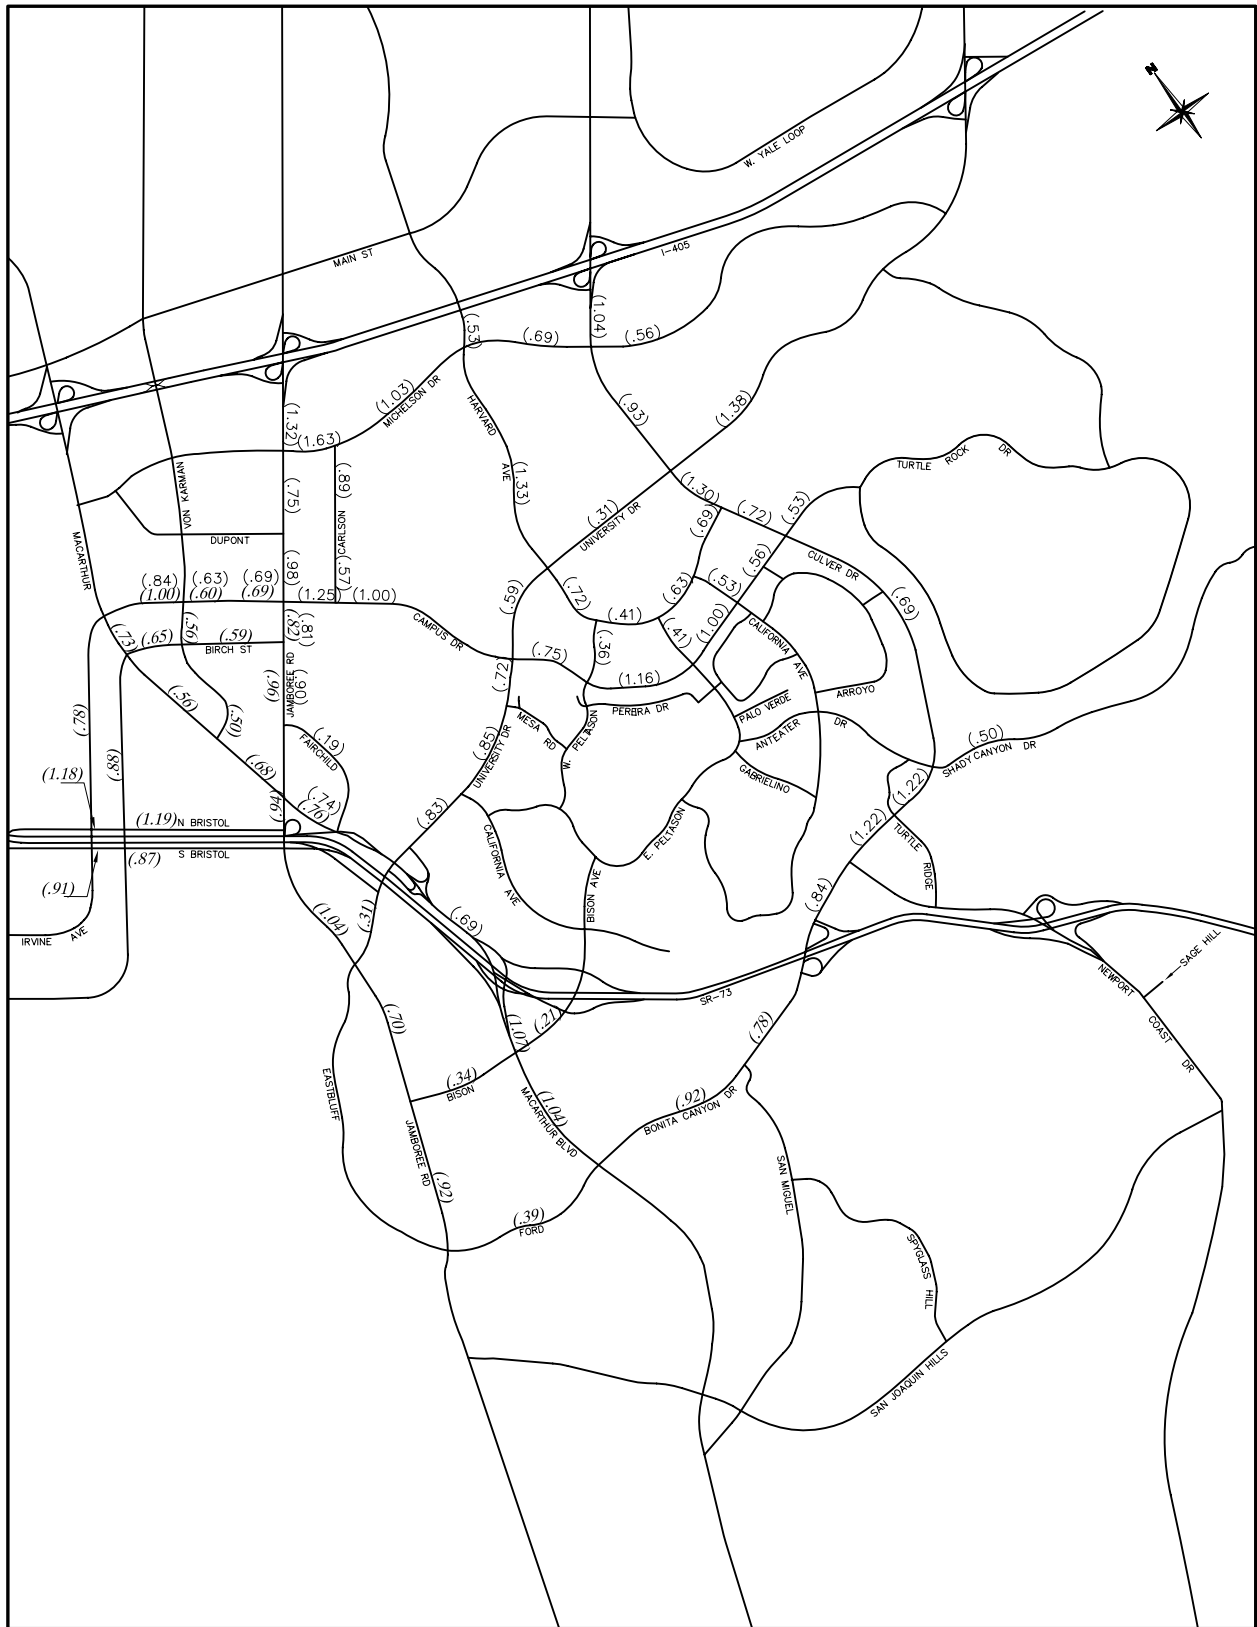 N
W. YALE LOOP
I-405
MAIN ST
(1.04)
(.53)
(.69)
(.56)
(1.03)
MICHELSON DR
(1.32)
(1.63)
HARVARD
AVE
(.93)
(1.38)
(1.33)
TURTLE ROCK DR
VON KARMAN
(.75)
(.89)
CARLSON
(.57)
(1.30)
(.72)
(.53)
(.69)
(.31)
UNIVERSITY DR
DUPONT
MACARTHUR
(.98)
(.56)
CULVER DR
(.84)
(.63)
(.69)
(1.00)
(.60)
(.69)
(1.25)
(1.00)
(.59)
(.72)
(.63)
(.53)
(.69)
(.41)
(.41)
(1.00)
CALIFORNIA AVE
CAMPUS DR
(.73)
(.65)
(.56)
(.59)
BIRCH ST
(.82)
(.81)
(.36)
(.75)
(.72)
(1.16)
JAMBOREE RD
(.96)
(.90)
(.56)
(.50)
(.78)
(.88)
PEREIRA DR
PALO VERDE
ARROYO
ANTEATER DR
MESA RD
W. PELTASON
(.19)
FAIRCHILD
(.85)
UNIVERSITY DR
GABRIELINO
(.50)
SHADY CANYON DR
(.68)
(1.18)
(.74)
(.76)
(.94)
(1.22)
(1.22)
(.83)
(1.19) N BRISTOL
(.87) S BRISTOL
(.91)
CALIFORNIA AVE
E. PELTASON
TURTLE RIDGE
BISON AVE
(.84)
(1.04)
(.31)
(.69)
IRVINE AVE
SAGE HILL
SR-73
NEWPORT COAST DR
(.70)
(1.07)
(.21)
(.78)
EASTBLUFF
(.34)
BISON
(1.04)
MACARTHUR BLVD
(.92)
BONITA CANYON DR
JAMBOREE RD
(.92)
SAN MIGUEL
(.39)
FORD
SPYGLASS HILL
SAN JOAQUIN HILLS